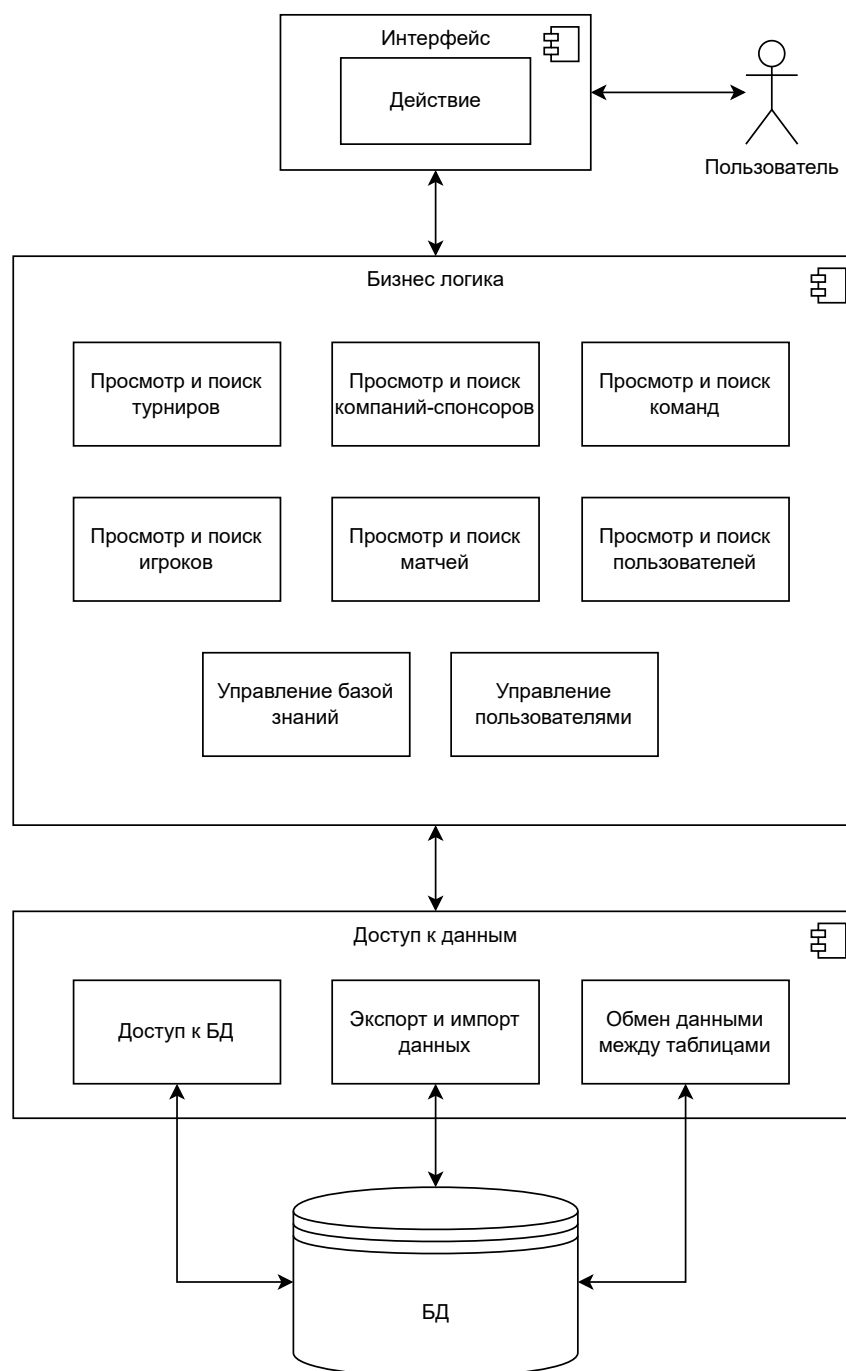 Интерфейс
Действие
Пользователь
Бизнес логика
Просмотр и поиск
турниров
Просмотр и поиск
компаний-спонсоров
Просмотр и поиск
команд
Просмотр и поиск
игроков
Просмотр и поиск
матчей
Просмотр и поиск
пользователей
Управление базой
знаний
Управление
пользователями
Доступ к данным
Доступ к БД
Экспорт и импорт
данных
Обмен данными
между таблицами
БД